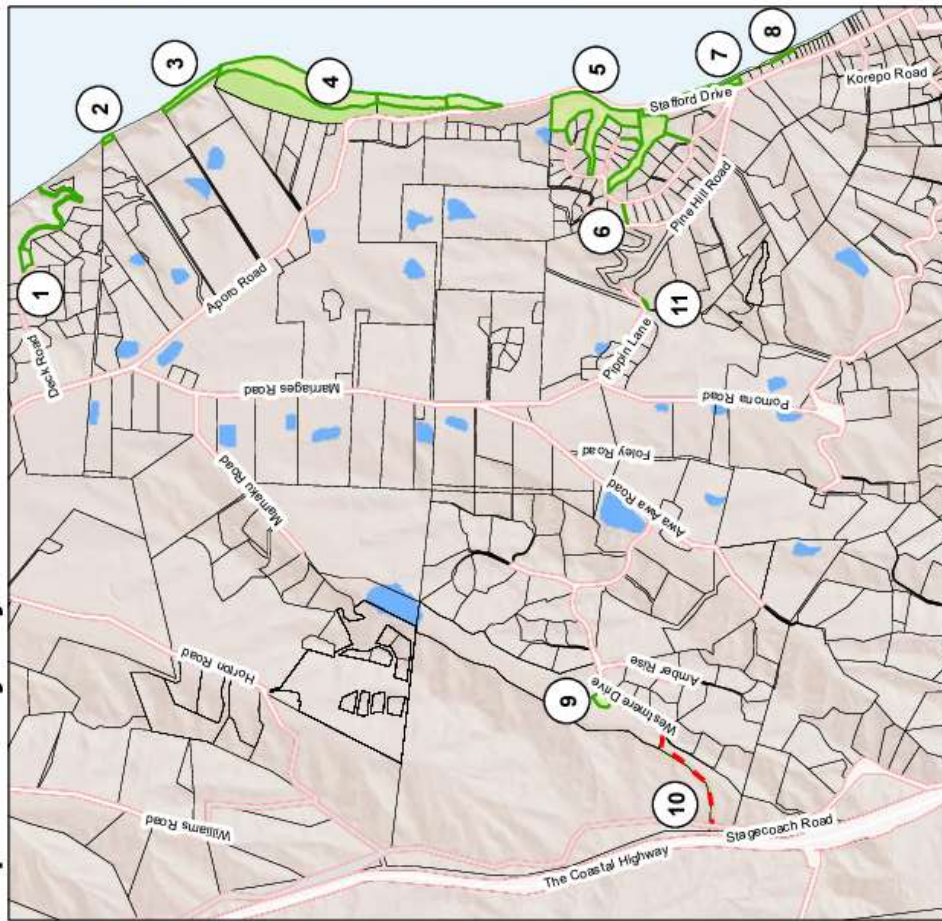 1
2
3
4
5
6
7
8
9
10
11
Deck Road
Aporo Road
Marriages Road
Mamaku Road
Horton Road
Williams Road
Stafford Drive
Korepo Road
Pine Hill Road
Pippin Lane
Pomona Road
Foley Road
Awa Awa Road
Amber Rise
Westmere Drive
Stagecoach Road
The Coastal Highway